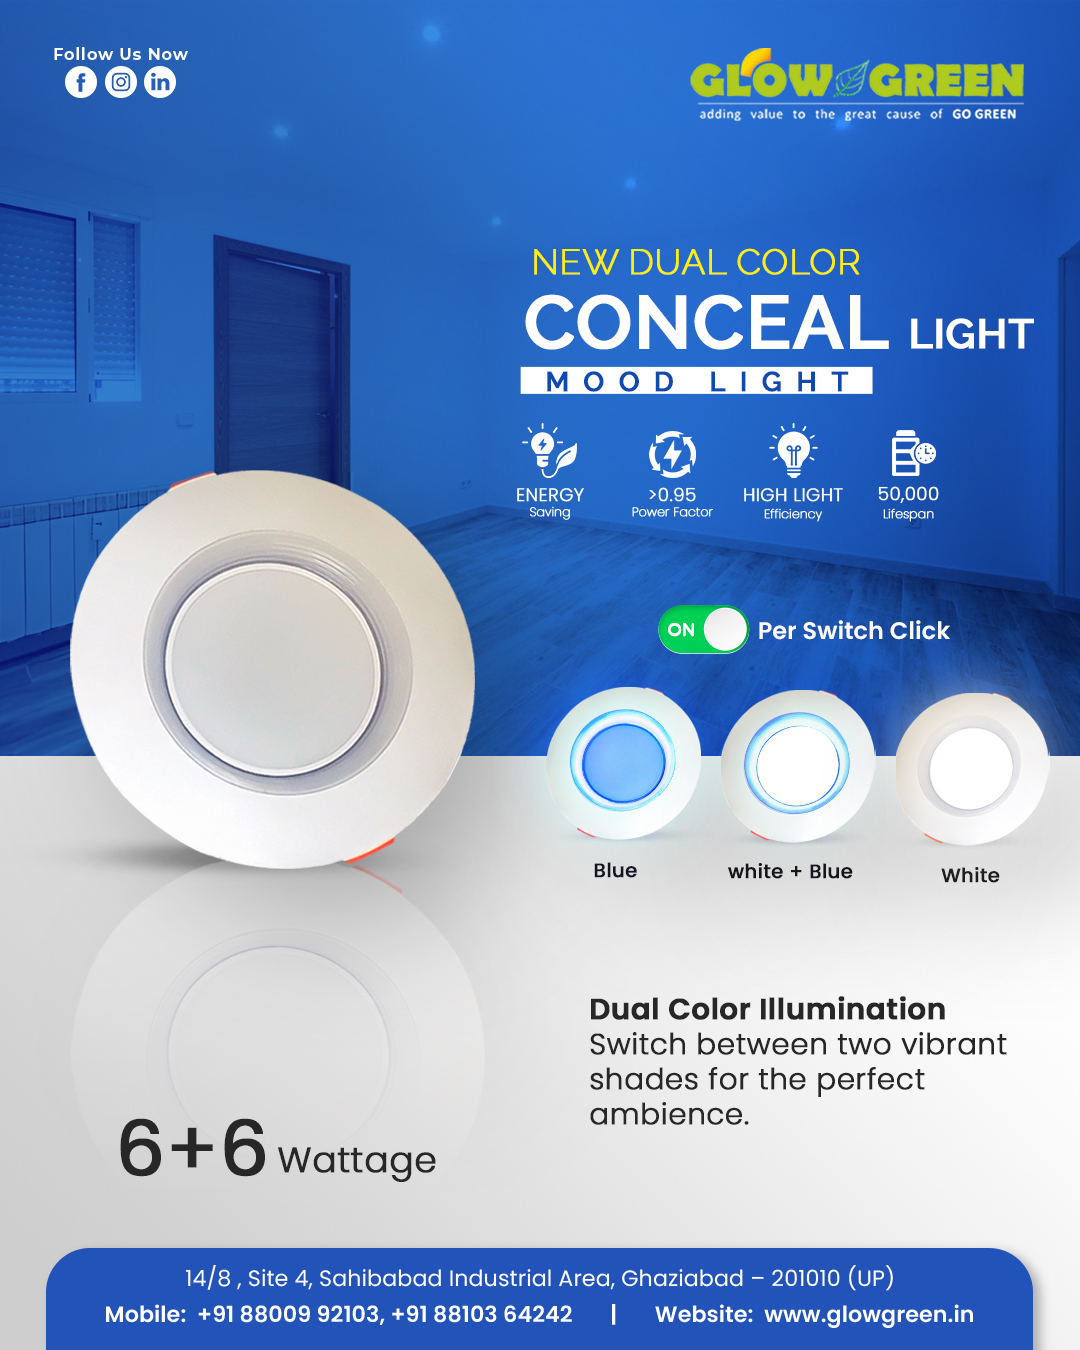 Follow Us Now
GLOW GREEN
adding value to the great cause of GO GREEN
NEW DUAL COLOR
CONCEAL LIGHT
MOOD LIGHT
ENERGY
Saving
>0.95
Power Factor
HIGH LIGHT
Efficiency
50,000
Lifespan
ON Per Switch Click
Blue
white + Blue
White
Dual Color Illumination
Switch between two vibrant
shades for the perfect
ambience.
6+6 Wattage
14/8 , Site 4, Sahibabad Industrial Area, Ghaziabad – 201010 (UP)
Mobile: +91 88009 92103, +91 88103 64242 | Website: www.glowgreen.in